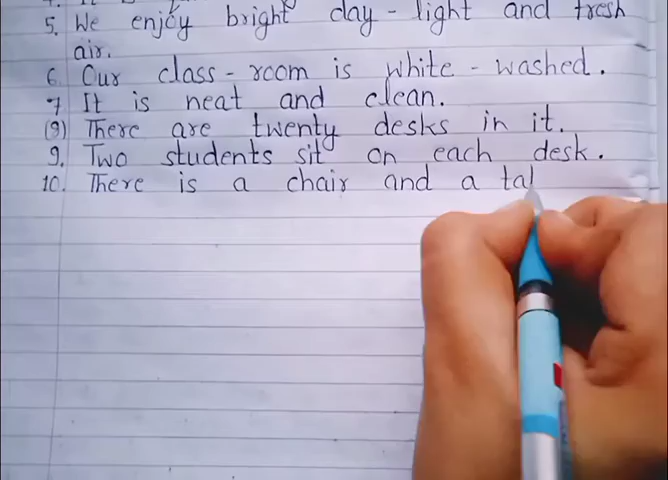 5. We enjoy bright day - light and fresh
air.
6. Our class - room is white - washed.
7 It is neat and clean.
(9) There are twenty desks in it.
9. Two students sit on each desk.
10. There is a chair and a tal